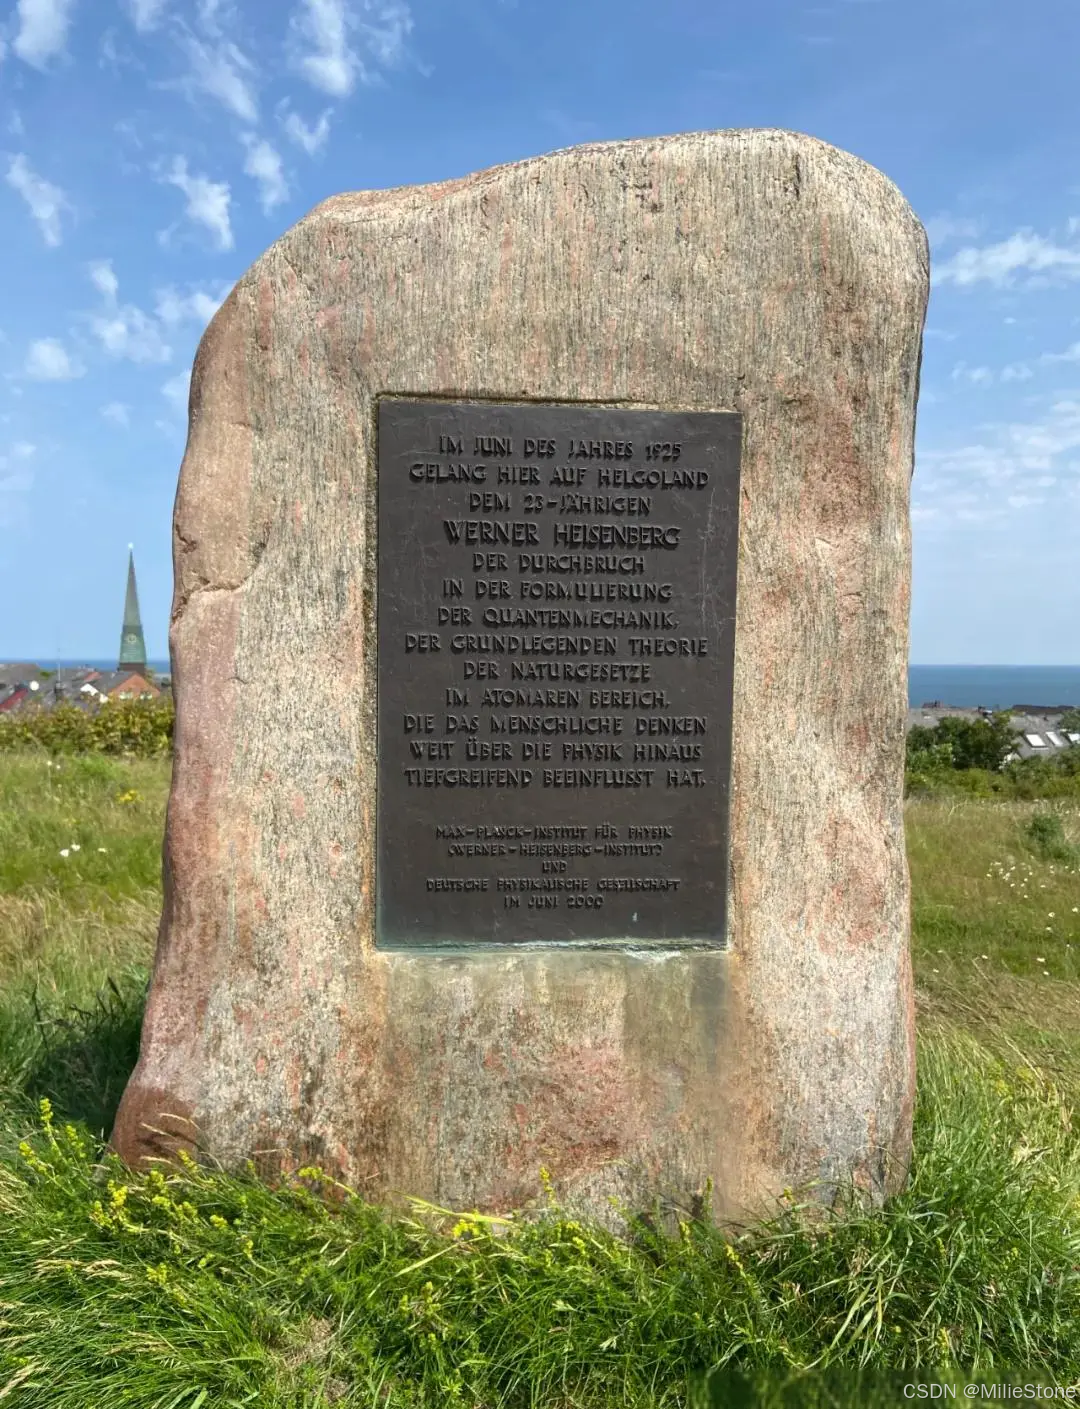 IM JUNI DES JAHRES 1925
GELANG HIER AUF HELGOLAND
DEM 23-JÄHRIGEN
WERNER HEISENBERG
DER DURCHBRUCH
IN DER FORMULIERUNG
DER QUANTENMECHANIK,
DER GRUNDLEGENDEN THEORIE
DER NATURGESETZE
IM ATOMAREN BEREICH,
DIE DAS MENSCHLICHE DENKEN
WEIT ÜBER DIE PHYSIK HINAUS
TIEFGREIFEND BEEINFLUSST HAT.
MAX-PLANCK-INSTITUT FÜR PHYSIK
(WERNER-HEISENBERG-INSTITUT)
UND
DEUTSCHE PHYSIKALISCHE GESELLSCHAFT
IM JUNI 2000
CSDN @MilieStone